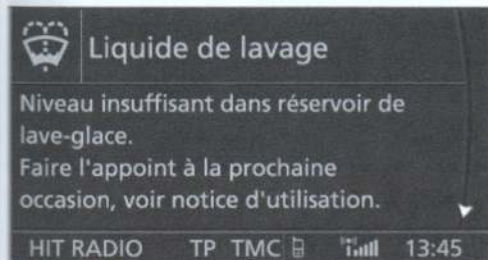 Liquide de lavage
Niveau insuffisant dans réservoir de
lave-glace.
Faire l'appoint à la prochaine
occasion, voir notice d'utilisation.
HIT RADIO TP TMC 13:45